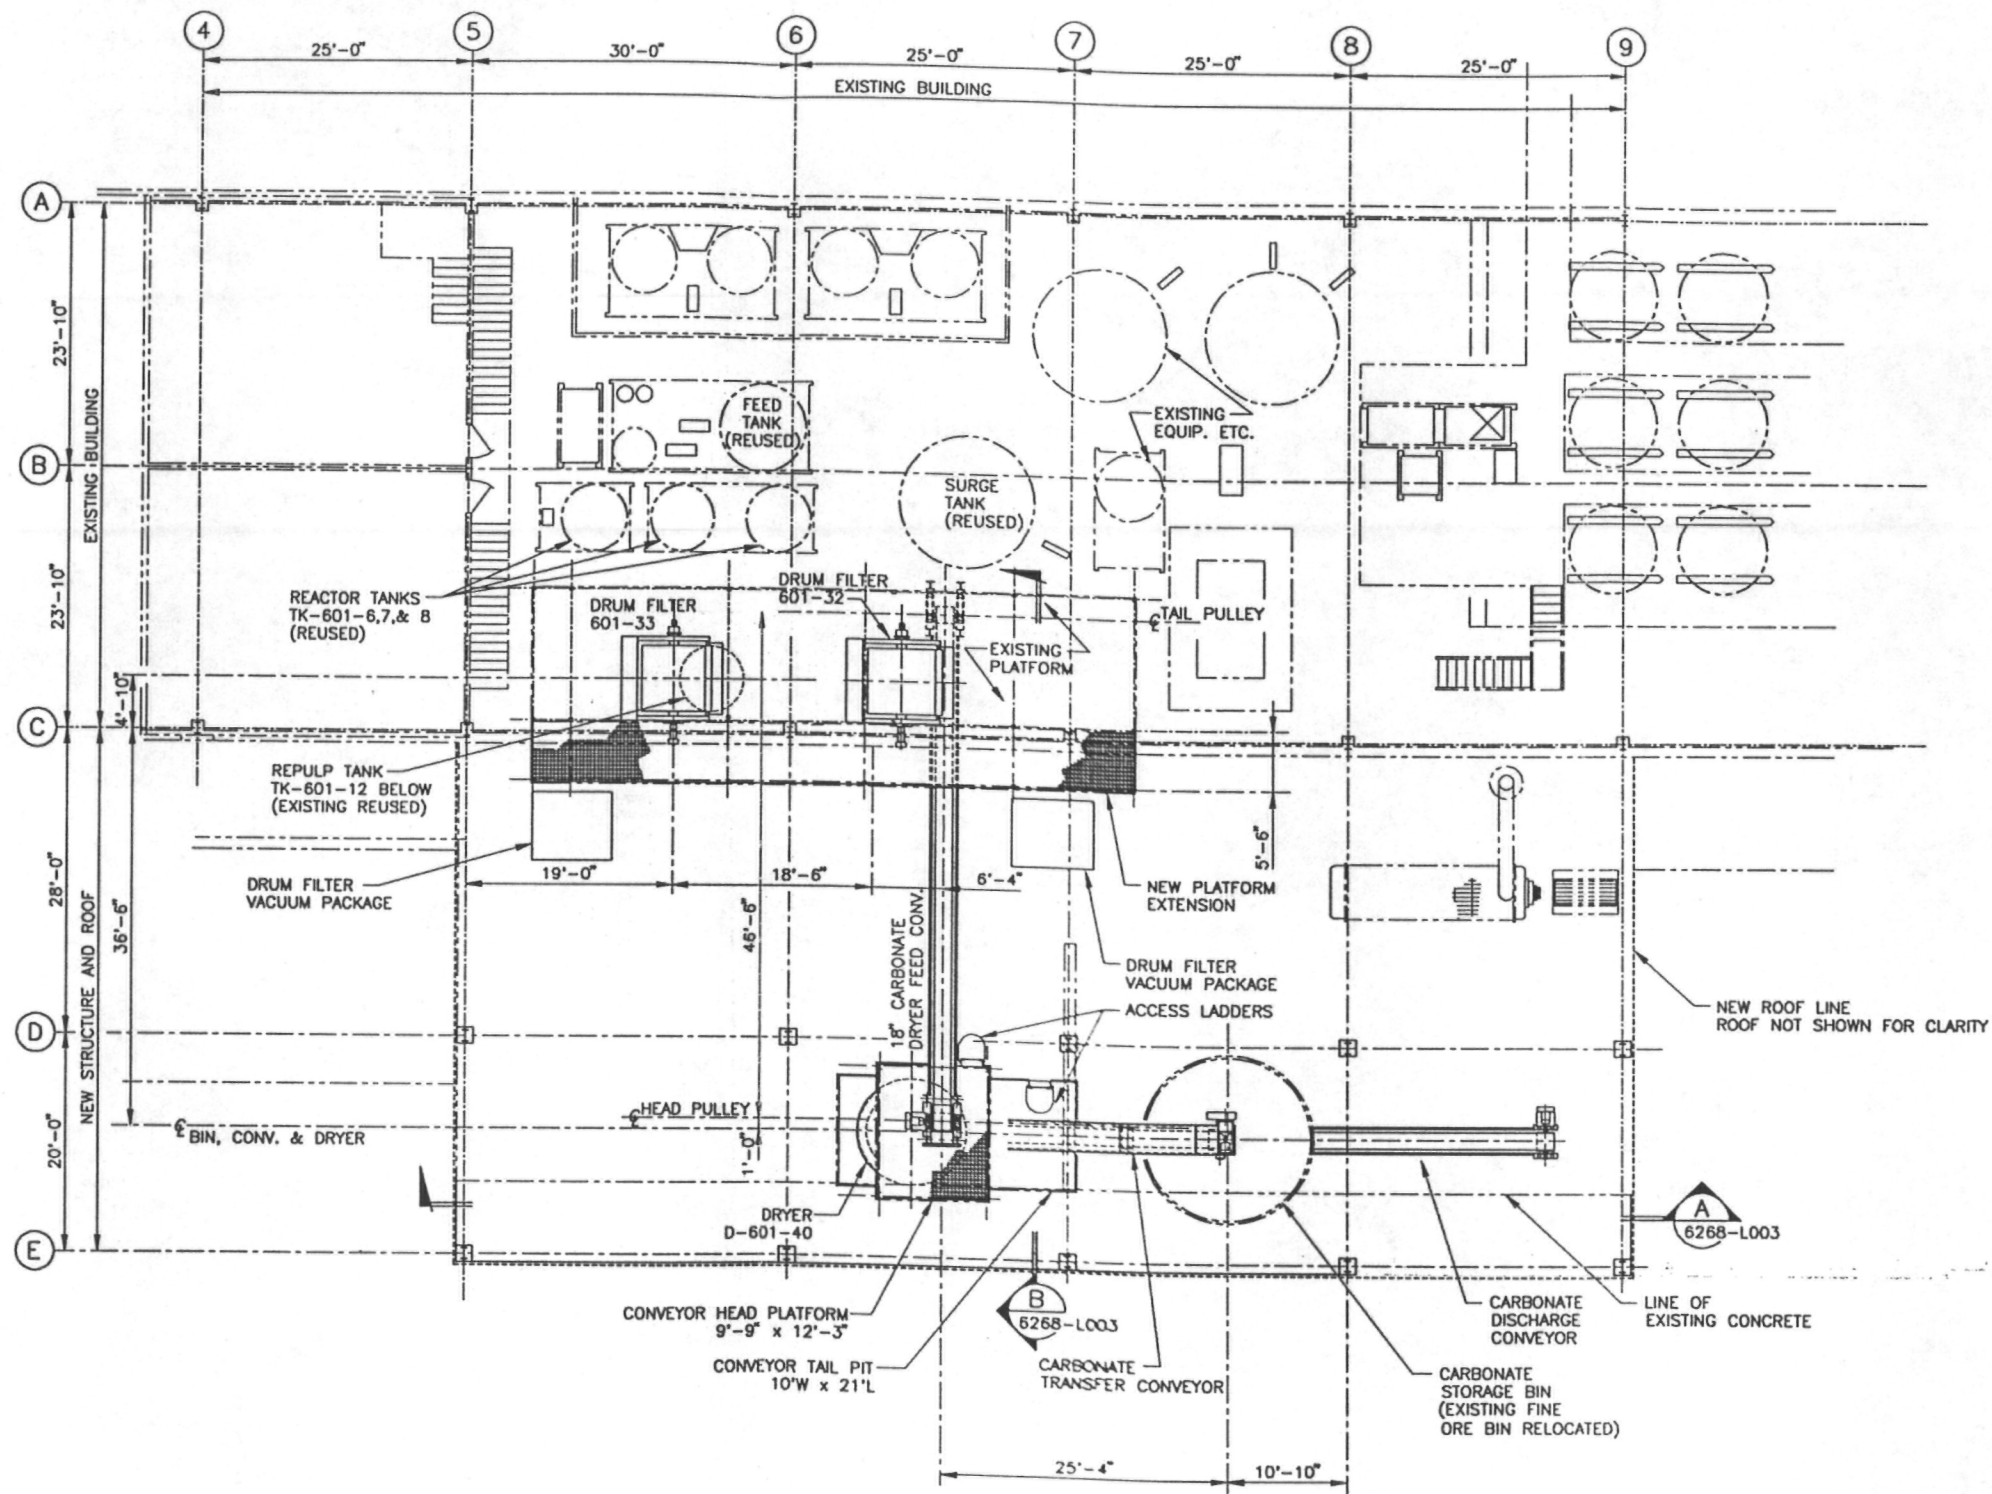 4
5
6
7
8
9
25'-0"
30'-0"
25'-0"
25'-0"
25'-0"
EXISTING BUILDING
A
23'-10"
EXISTING BUILDING
B
23'-10"
4'-10"
C
28'-0"
36'-6"
NEW STRUCTURE AND ROOF
D
20'-0"
E
FEED
TANK
(REUSED)
EXISTING
EQUIP. ETC.
SURGE
TANK
(REUSED)
REACTOR TANKS
TK-601-6,7,& 8
(REUSED)
DRUM FILTER
601-33
DRUM FILTER
601-32
TAIL PULLEY
EXISTING
PLATFORM
REPULP TANK
TK-601-12 BELOW
(EXISTING REUSED)
DRUM FILTER
VACUUM PACKAGE
19'-0"
18'-6"
6'-4"
5'-6"
46'-6"
18" CARBONATE
DRYER FEED CONV.
NEW PLATFORM
EXTENSION
DRUM FILTER
VACUUM PACKAGE
ACCESS LADDERS
NEW ROOF LINE
ROOF NOT SHOWN FOR CLARITY
HEAD PULLEY
BIN, CONV. & DRYER
1'-0"
DRYER
D-601-40
A
6268-L003
CONVEYOR HEAD PLATFORM
9'-9" x 12'-3"
B
6268-L003
CONVEYOR TAIL PIT
10'W x 21'L
CARBONATE
TRANSFER CONVEYOR
CARBONATE
DISCHARGE
CONVEYOR
LINE OF
EXISTING CONCRETE
CARBONATE
STORAGE BIN
(EXISTING FINE
ORE BIN RELOCATED)
25'-4"
10'-10"